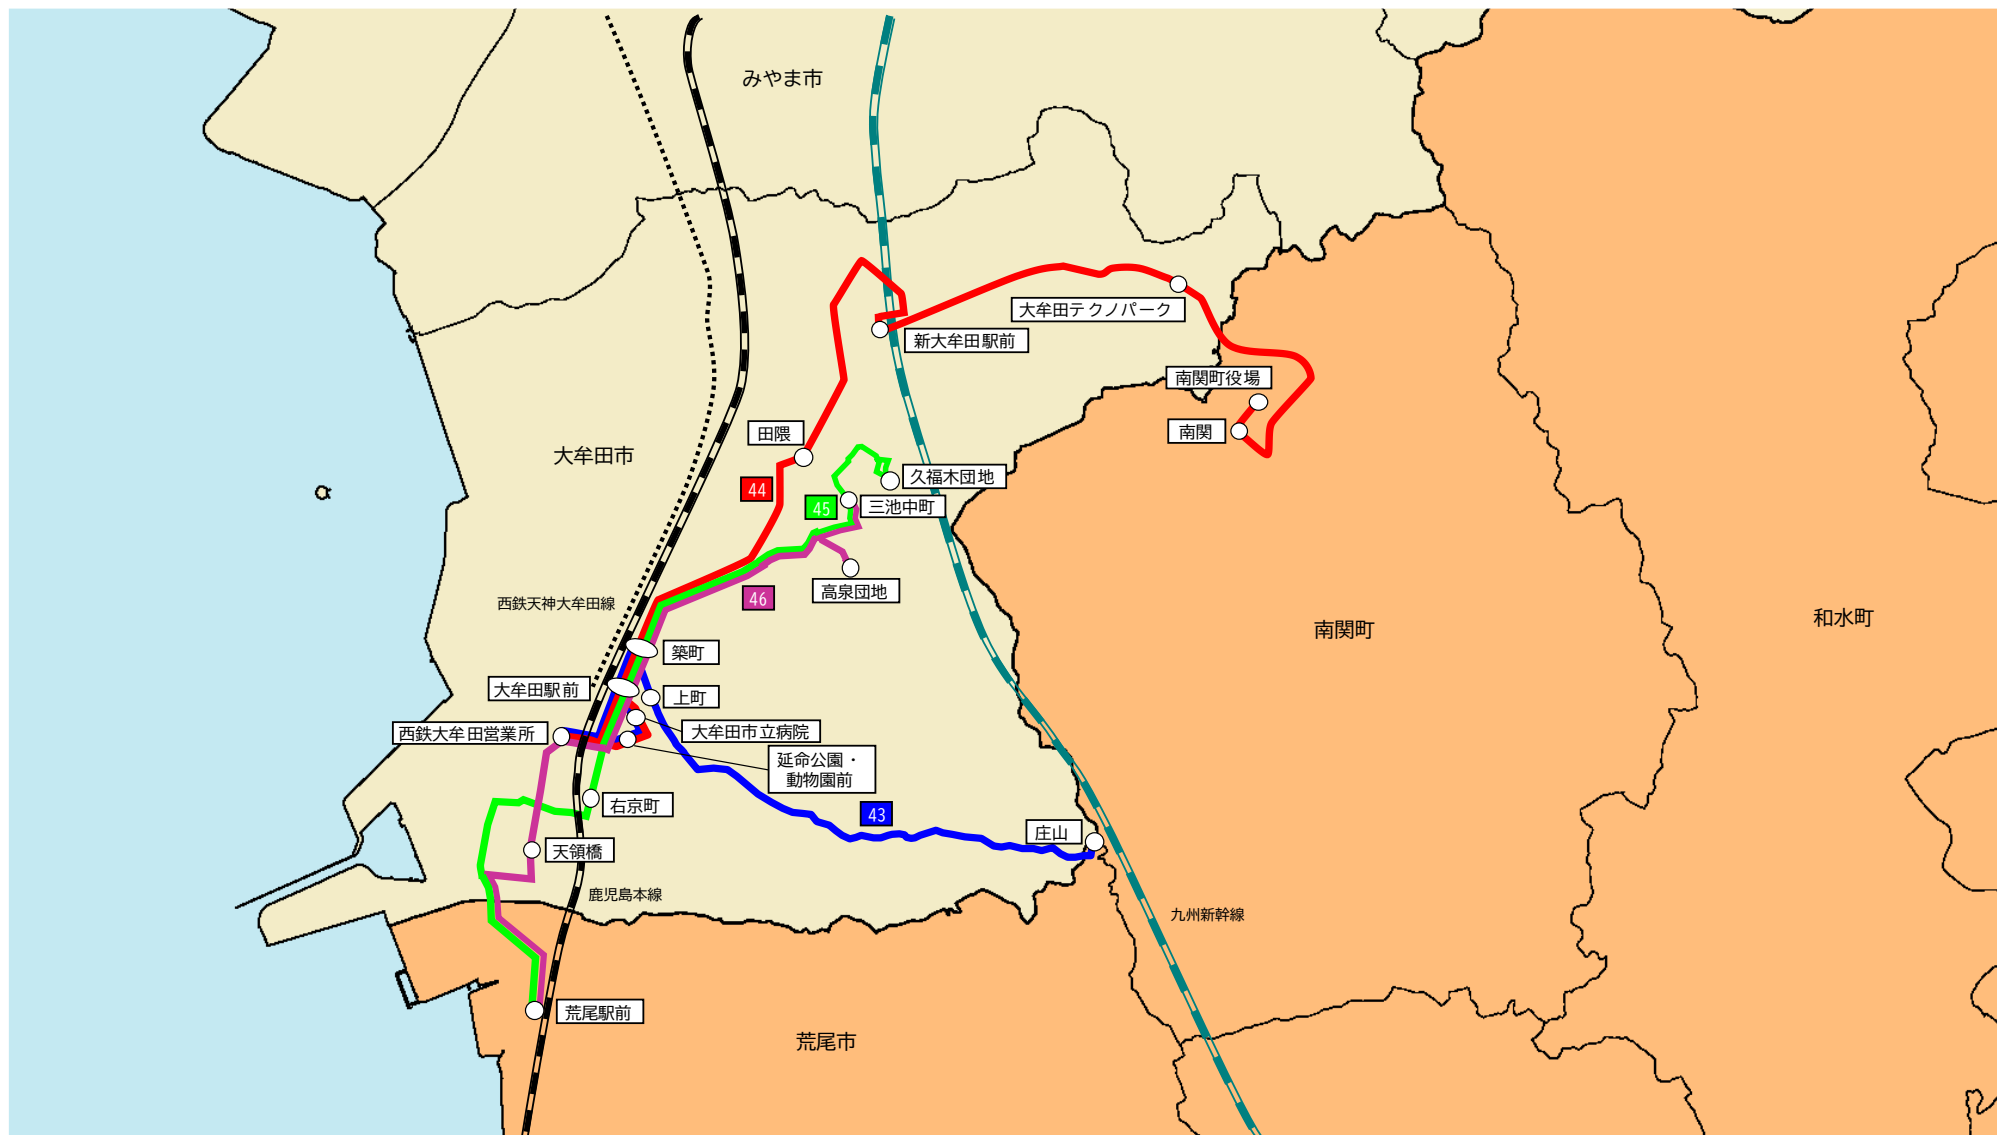 みやま市
大牟田テクノパーク
新大牟田駅前
南関町役場
南関
田隈
大牟田市
久福木団地
44
45
三池中町
高泉団地
46
西鉄天神大牟田線
和水町
南関町
築町
大牟田駅前
上町
西鉄大牟田営業所
大牟田市立病院
延命公園・
動物園前
右京町
43
庄山
天領橋
鹿児島本線
九州新幹線
荒尾駅前
荒尾市